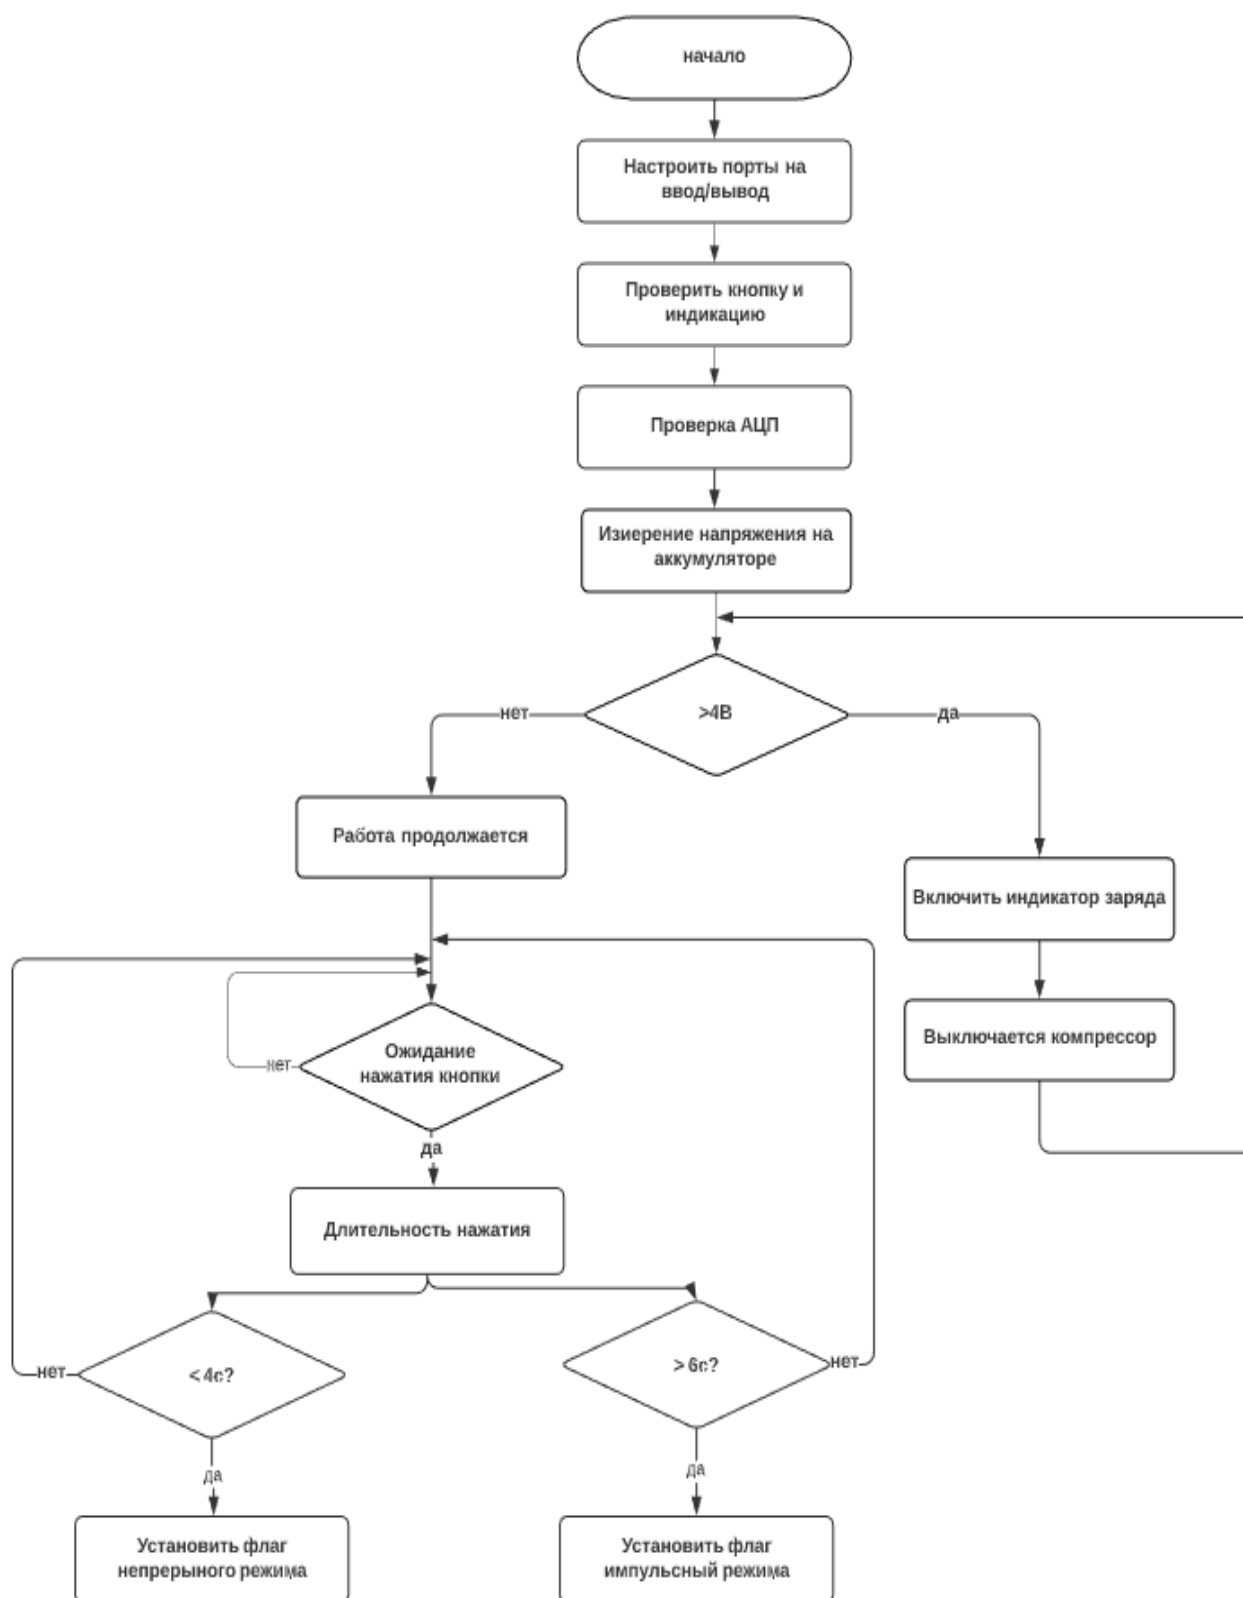 начало
Настроить порты на
ввод/вывод
Проверить кнопку и
индикацию
Проверка АЦП
Изиерение напряжения на
аккумуляторе
>4В
нет
да
Работа продолжается
Включить индикатор заряда
Выключается компрессор
Ожидание
нажатия кнопки
нет
да
Длительность нажатия
< 4с?
нет
> 6с?
нет
да
да
Установить флаг
непрерыного режима
Установить флаг
импульсный режима